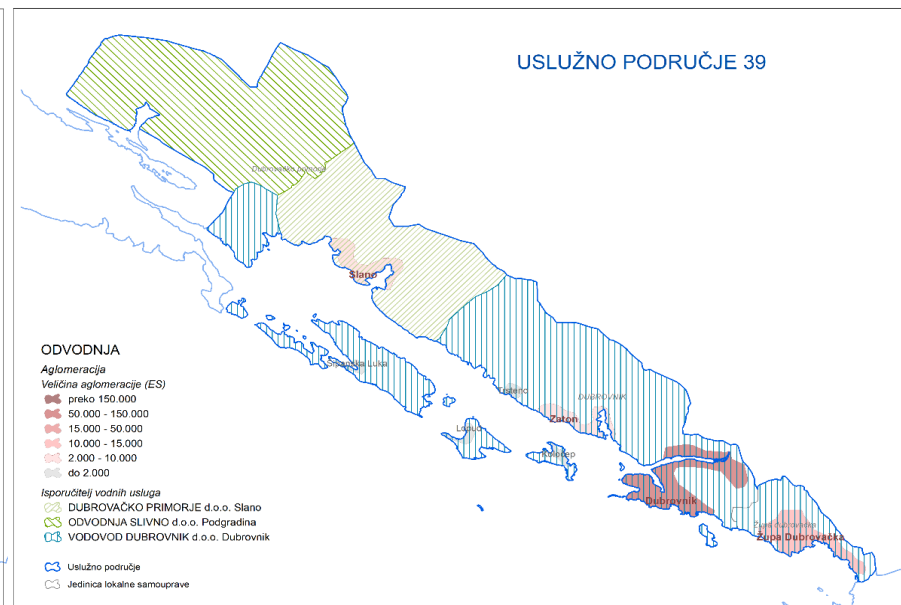 USLUŽNO PODRUČJE 39
Dubrovačko primorje
Slano
Šipanska Luka
Trsteno
DUBROVNIK
Zaton
Lopud
Koločep
Dubrovnik
Župa dubrovačka
Župa Dubrovačka
ODVODNJA
Aglomeracija
Veličina aglomeracije (ES)
preko 150.000
50.000 - 150.000
15.000 - 50.000
10.000 - 15.000
2.000 - 10.000
do 2.000
Isporučitelj vodnih usluga
DUBROVAČKO PRIMORJE d.o.o. Slano
ODVODNJA SLIVNO d.o.o. Podgradina
VODOVOD DUBROVNIK d.o.o. Dubrovnik
Uslužno područje
Jedinica lokalne samouprave